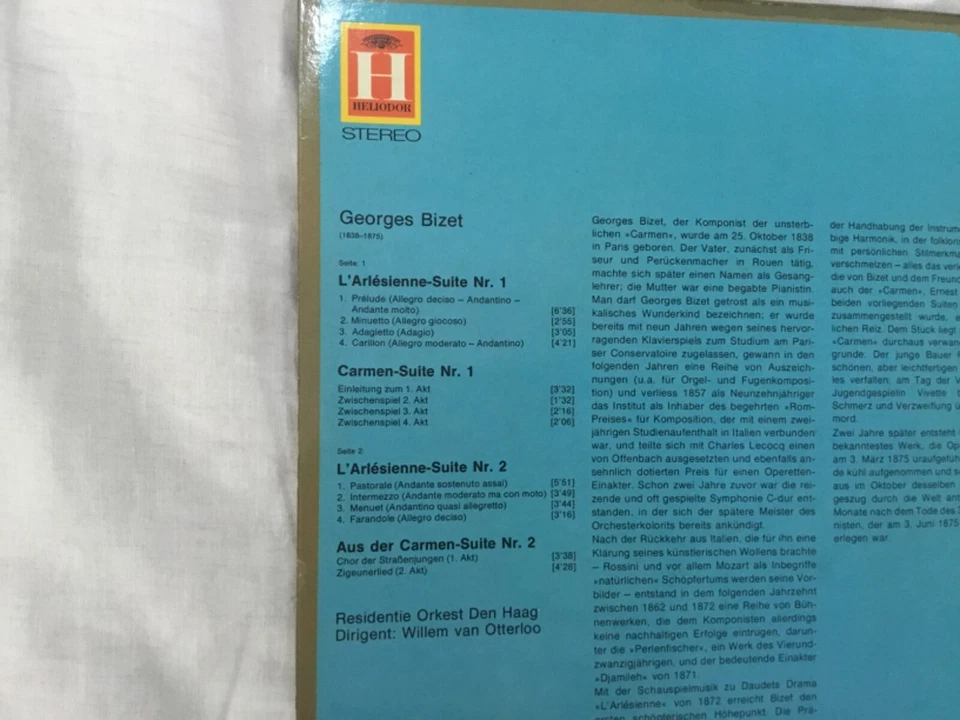 H
HELIODOR
STEREO
Georges Bizet
(1838–1875)
Seite: 1
L'Arlésienne-Suite Nr. 1
1. Prélude (Allegro deciso – Andantino –
Andante molto) [6'36]
2. Minuetto (Allegro giocoso) [2'55]
3. Adagietto (Adagio) [3'05]
4. Carillon (Allegro moderato – Andantino) [4'21]
Carmen-Suite Nr. 1
Einleitung zum 1. Akt [3'32]
Zwischenspiel 2. Akt [1'32]
Zwischenspiel 3. Akt [2'16]
Zwischenspiel 4. Akt [2'06]
Seite 2
L'Arlésienne-Suite Nr. 2
1. Pastorale (Andante sostenuto assai) [5'51]
2. Intermezzo (Andante moderato ma con moto) [3'49]
3. Menuet (Andantino quasi allegretto) [3'44]
4. Farandole (Allegro deciso) [3'16]
Aus der Carmen-Suite Nr. 2
Chor der Straßenjungen (1. Akt) [3'38]
Zigeunerlied (2. Akt) [4'28]
Residentie Orkest Den Haag
Dirigent: Willem van Otterloo
Georges Bizet, der Komponist der unsterb-
lichen »Carmen«, wurde am 25. Oktober 1838
in Paris geboren. Der Vater, zunächst als Fri-
seur und Perückenmacher in Rouen tätig,
machte sich später einen Namen als Gesang-
lehrer; die Mutter war eine begabte Pianistin.
Man darf Georges Bizet getrost als ein musi-
kalisches Wunderkind bezeichnen; er wurde
bereits mit neun Jahren wegen seines hervor-
ragenden Klavierspiels zum Studium am Pari-
ser Conservatoire zugelassen, gewann in den
folgenden Jahren eine Reihe von Auszeich-
nungen (u.a. für Orgel- und Fugenkomposi-
tion) und verliess 1857 als Neunzehnjähriger
das Institut als Inhaber des begehrten »Rom-
Preises« für Komposition, der mit einem zwei-
jährigen Studienaufenthalt in Italien verbunden
war, und teilte sich mit Charles Lecocq einen
von Offenbach ausgesetzten und ebenfalls an-
sehnlich dotierten Preis für einen Operetten-
Einakter. Schon zwei Jahre zuvor war die rei-
zende und oft gespielte Symphonie C-dur ent-
standen, in der sich der spätere Meister des
Orchesterkolorits bereits ankündigt.
Nach der Rückkehr aus Italien, die für ihn eine
Klärung seines künstlerischen Wollens brachte
– Rossini und vor allem Mozart als Inbegriffe
»natürlichen« Schöpfertums werden seine Vor-
bilder – entstand in dem folgenden Jahrzehnt
zwischen 1862 und 1872 eine Reihe von Büh-
nenwerken, die dem Komponisten allerdings
keine nachhaltigen Erfolge eintrugen, darun-
ter die »Perlenfischer«, ein Werk des Vierund-
zwanzigjährigen, und der bedeutende Einakter
»Djamileh« von 1871.
Mit der Schauspielmusik zu Daudets Drama
»L'Arlésienne« von 1872 erreicht Bizet den
ersten schöpferischen Höhepunkt. Die Prä-
der Handhabung der Instrum
bige Harmonik, in der folklori
mit persönlichen Stilmerkma
verschmelzen – alles das verle
die von Bizet und dem Freund
auch der »Carmen«, Ernest
beiden vorliegenden Suiten
zusammengestellt wurde, e
lichen Reiz. Dem Stück liegt
»Carmen« durchaus verwan
grunde: Der junge Bauer
schönen, aber leichtfertigen
les verfallen; am Tag der V
Jugendgespielin Vivette
Schmerz und Verzweiflung
mord.
Zwei Jahre später entsteht
bekanntestes Werk, die Op
am 3. März 1875 uraufgefüh
de kühl aufgenommen und
aus im Oktober desselben
geszug durch die Welt ant
Monate nach dem Tode des
nisten, der am 3. Juni 1875
erlegen war.